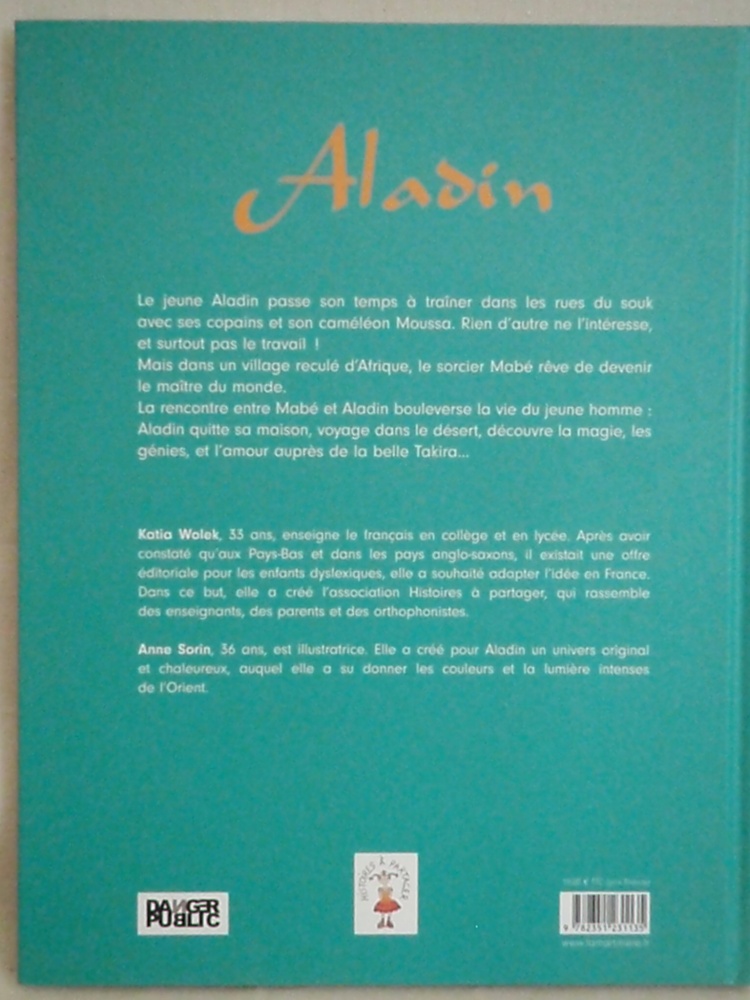 Aladin
Le jeune Aladin passe son temps à traîner dans les rues du souk
avec ses copains et son caméléon Moussa. Rien d'autre ne l'intéresse,
et surtout pas le travail !
Mais dans un village reculé d'Afrique, le sorcier Mabé rêve de devenir
le maître du monde.
La rencontre entre Mabé et Aladin bouleverse la vie du jeune homme :
Aladin quitte sa maison, voyage dans le désert, découvre la magie, les
génies, et l'amour auprès de la belle Takira...
Katia Wolek, 33 ans, enseigne le français en collège et en lycée. Après avoir
constaté qu'aux Pays-Bas et dans les pays anglo-saxons, il existait une offre
éditoriale pour les enfants dyslexiques, elle a souhaité adapter l'idée en France.
Dans ce but, elle a créé l'association Histoires à partager, qui rassemble
des enseignants, des parents et des orthophonistes.
Anne Sorin, 36 ans, est illustratrice. Elle a créé pour Aladin un univers original
et chaleureux, auquel elle a su donner les couleurs et la lumière intenses
de l'Orient.
HISTOIRES À PARTAGER
DANGER
PUBLIC
9 782351 231135